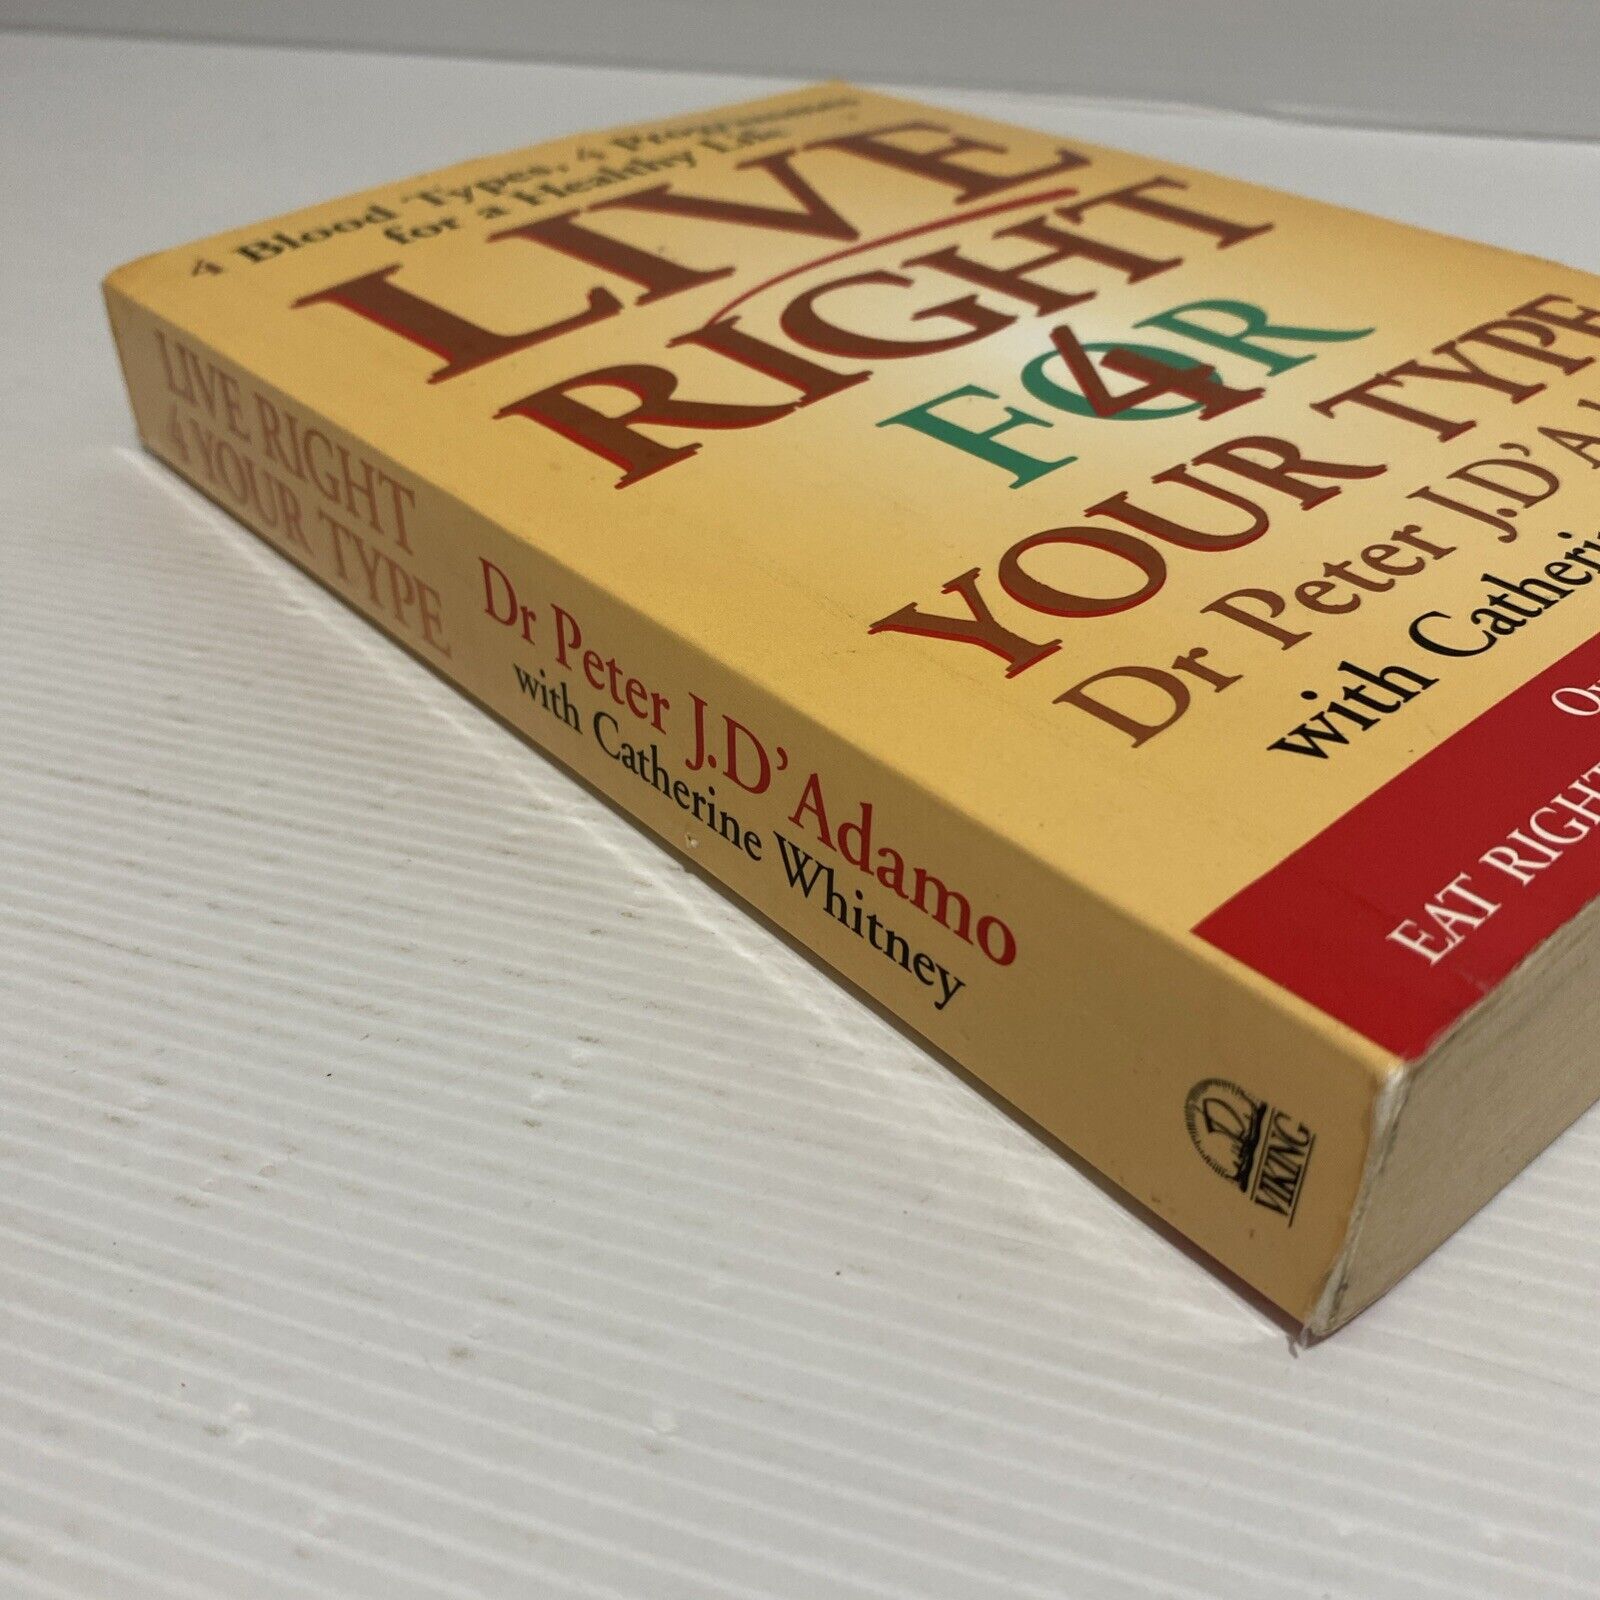 4 Blood Types, 4 Programmes
for a Healthy Life
LIVE
RIGHT
FOR
4
YOUR TYPE
Dr Peter J.D'A
with Catherin
EAT RIGHT
LIVE RIGHT
4 YOUR TYPE
Dr Peter J.D'Adamo
with Catherine Whitney
VIKING